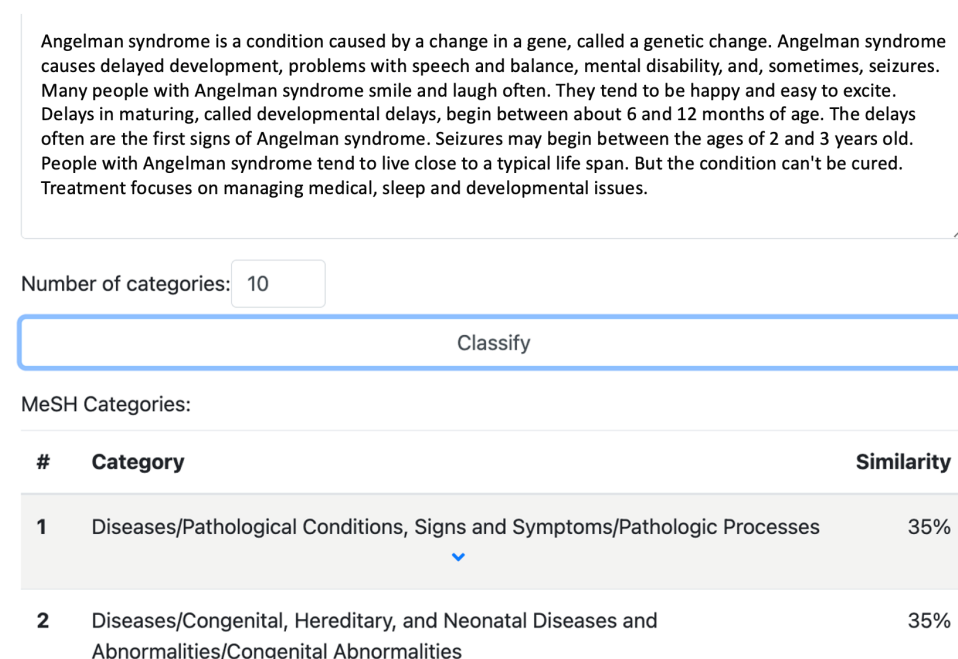 Angelman syndrome is a condition caused by a change in a gene, called a genetic change. Angelman syndrome
causes delayed development, problems with speech and balance, mental disability, and, sometimes, seizures.
Many people with Angelman syndrome smile and laugh often. They tend to be happy and easy to excite.
Delays in maturing, called developmental delays, begin between about 6 and 12 months of age. The delays
often are the first signs of Angelman syndrome. Seizures may begin between the ages of 2 and 3 years old.
People with Angelman syndrome tend to live close to a typical life span. But the condition can't be cured.
Treatment focuses on managing medical, sleep and developmental issues.
Number of categories: 10
Classify
MeSH Categories:
# Category Similarity
1 Diseases/Pathological Conditions, Signs and Symptoms/Pathologic Processes 35%
2 Diseases/Congenital, Hereditary, and Neonatal Diseases and 35%
Abnormalities/Congenital Abnormalities